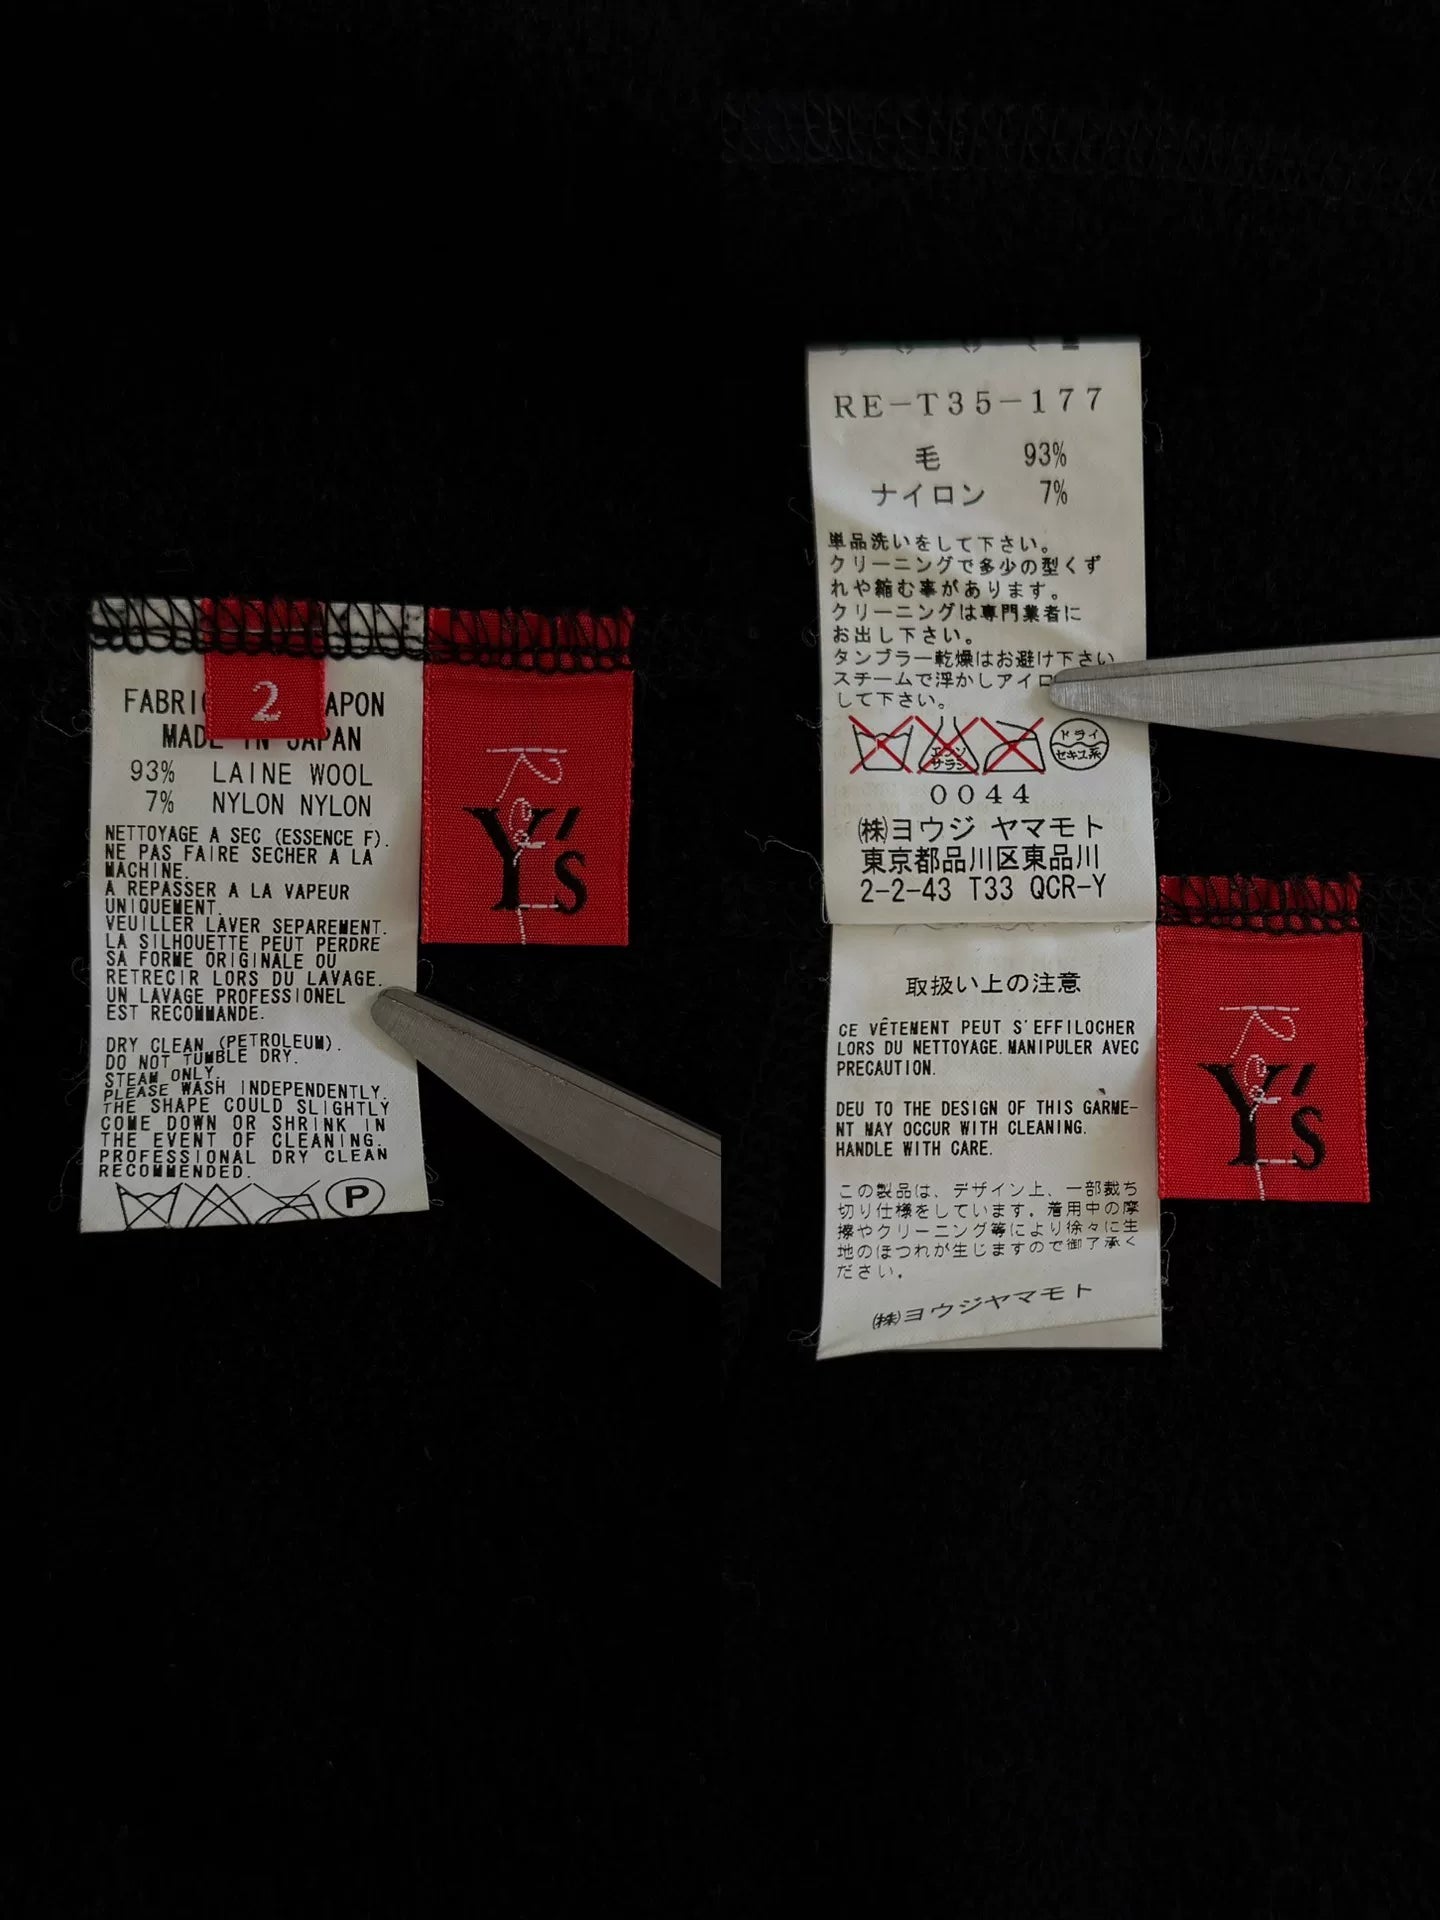 2
FABRI APON
MADE IN JAPAN
93% LAINE WOOL
7% NYLON NYLON
NETTOYAGE A SEC (ESSENCE F).
NE PAS FAIRE SECHER A LA
MACHINE.
A REPASSER A LA VAPEUR
UNIQUEMENT.
VEUILLER LAVER SEPAREMENT.
LA SILHOUETTE PEUT PERDRE
SA FORME ORIGINALE OU
RETRECIR LORS DU LAVAGE.
UN LAVAGE PROFESSIONEL
EST RECOMMANDE.
DRY CLEAN (PETROLEUM).
DO NOT TUMBLE DRY.
STEAM ONLY.
PLEASE WASH INDEPENDENTLY.
THE SHAPE COULD SLIGHTLY
COME DOWN OR SHRINK IN
THE EVENT OF CLEANING.
PROFESSIONAL DRY CLEAN
RECOMMENDED.
P
Y's
RE-T35-177
毛 93%
ナイロン 7%
単品洗いをして下さい。
クリーニングで多少の型くず
れや縮む事があります。
クリーニングは専門業者に
お出し下さい。
タンブラー乾燥はお避け下さい
スチームで浮かしアイロ
して下さい。
エンソ
サラシ
ドライ
セキユ系
0044
㈱ヨウジ ヤマモト
東京都品川区東品川
2-2-43 T33 QCR-Y
取扱い上の注意
CE VÊTEMENT PEUT S'EFFILOCHER
LORS DU NETTOYAGE. MANIPULER AVEC
PRECAUTION.
DEU TO THE DESIGN OF THIS GARME-
NT MAY OCCUR WITH CLEANING.
HANDLE WITH CARE.
この製品は、デザイン上、一部裁ち
切り仕様をしています。着用中の摩
擦やクリーニング等により徐々に生
地のほつれが生じますので御了承く
ださい。
㈱ヨウジヤマモト
Y's